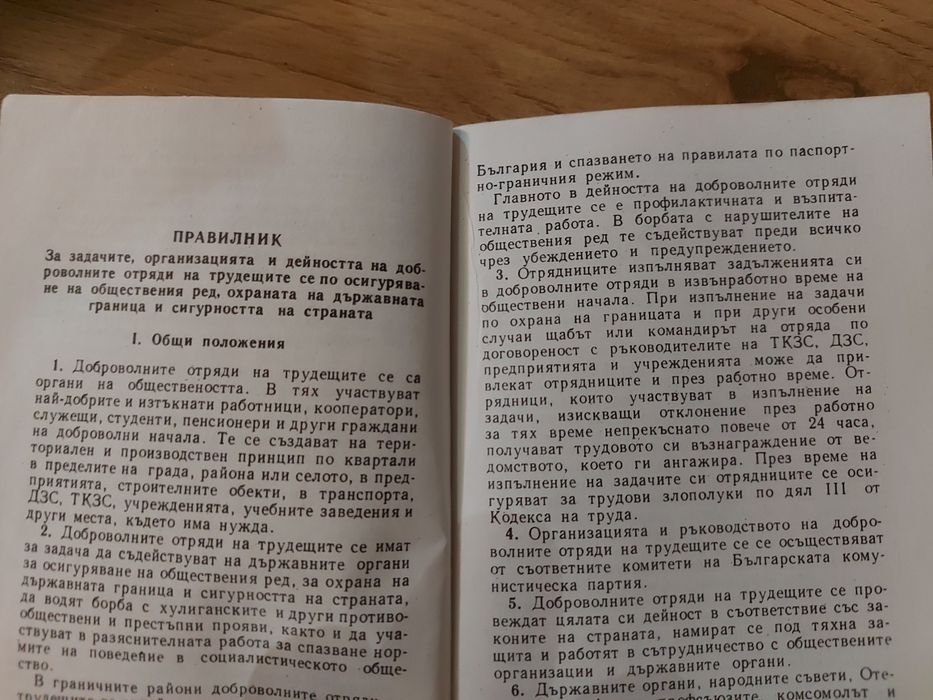 ПРАВИЛНИК
За задачите, организацията и дейността на доб-
роволните отряди на трудещите се по осигурява-
не на обществения ред, охраната на държавната
граница и сигурността на страната
I. Общи положения
1. Доброволните отряди на трудещите се са
органи на обществеността. В тях участвуват
най-добрите и изтъкнати работници, кооператори,
служещи, студенти, пенсионери и други граждани
на доброволни начала. Те се създават на тери-
ториален и производствен принцип по квартали
в пределите на града, района или селото, в пред-
приятията, строителните обекти, в транспорта,
ДЗС, ТКЗС, учрежденията, учебните заведения и
други места, където има нужда.
2. Доброволните отряди на трудещите се имат
за задача да съдействуват на държавните органи
за осигуряване на обществения ред, за охрана на
държавната граница и сигурността на страната,
да водят борба с хулиганските и други противо-
обществени и престъпни прояви, както и да уча-
ствуват в разяснителната работа за спазване нор-
мите на поведение в социалистическото обще-
ство.
В граничните райони доброволните отряди
България и спазването на правилата по паспорт-
но-граничния режим.
Главното в дейността на доброволните отряди
на трудещите се е профилактичната и възпита-
телната работа. В борбата с нарушителите на
обществения ред те съдействуват преди всичко
чрез убеждението и предупреждението.
3. Отрядниците изпълняват задълженията си
в доброволните отряди в извънработно време на
обществени начала. При изпълнение на задачи
по охрана на границата и при други особени
случаи щабът или командирът на отряда по
договореност с ръководителите на ТКЗС, ДЗС,
предприятията и учрежденията може да при-
влекат отрядниците и през работно време. От-
рядници, които участвуват в изпълнение на
задачи, изискващи отклонение през работно
за тях време непрекъснато повече от 24 часа,
получават трудовото си възнаграждение от ве-
домството, което ги ангажира. През време на
изпълнение на задачите си отрядниците се оси-
гуряват за трудови злополуки по дял III от
Кодекса на труда.
4. Организацията и ръководството на добро-
волните отряди на трудещите се се осъществяват
от съответните комитети на Българската кому-
нистическа партия.
5. Доброволните отряди на трудещите се про-
веждат цялата си дейност в съответствие със за-
коните на страната, намират се под тяхна за-
щита и работят в сътрудничество с обществените
организации и държавните органи.
6. Държавните органи, народните съвети, Оте-
профсъюзите, комсомолът и